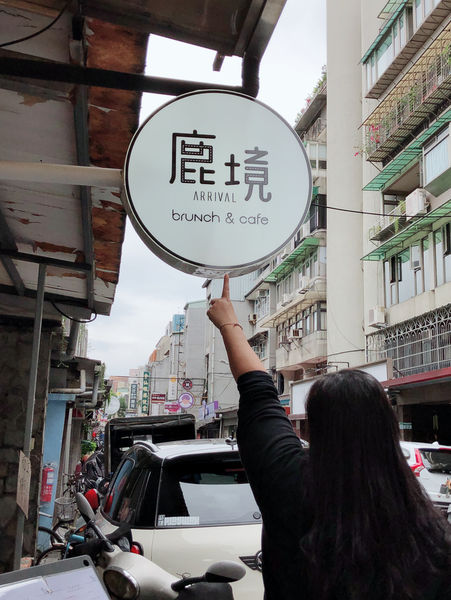 鹿境
ARRIVAL
bruNch & cafe